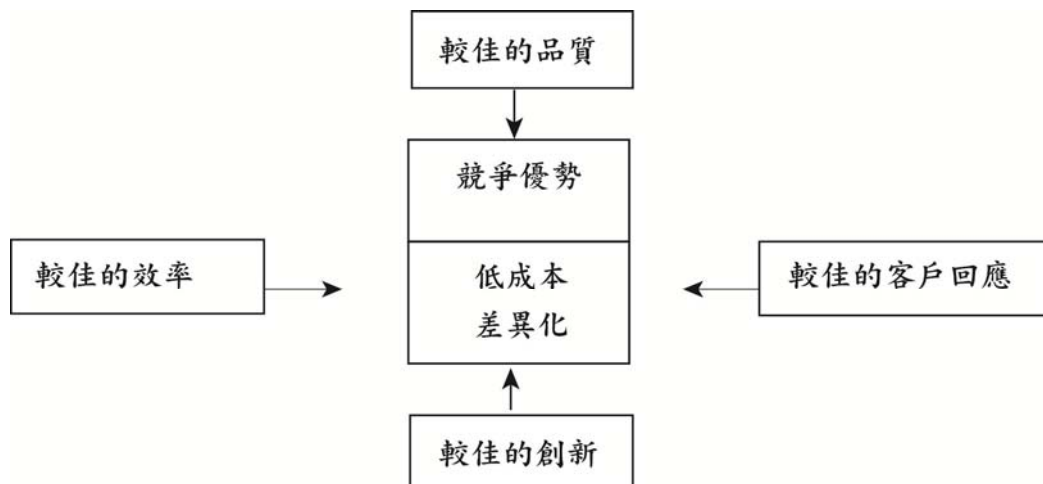 較佳的品質
競爭優勢
較佳的效率
低成本
差異化
較佳的客戶回應
較佳的創新